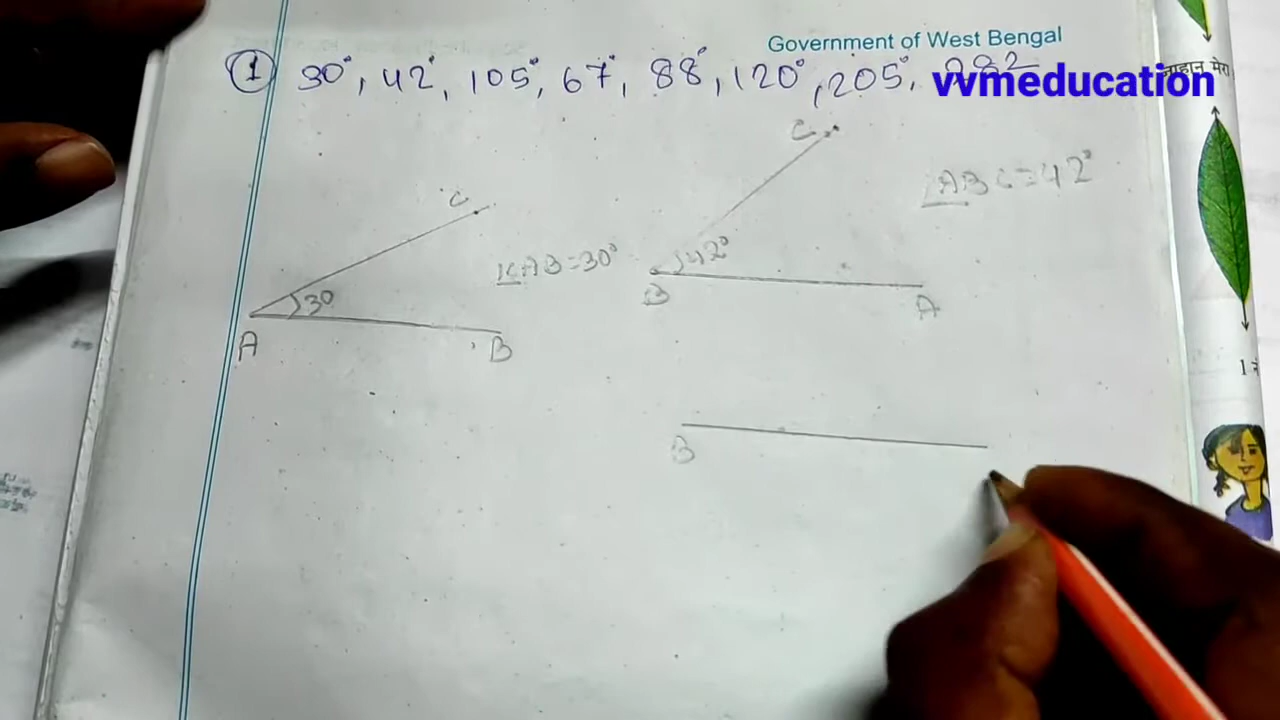 Government of West Bengal
① 30°, 42°, 105°, 67°, 88°, 120°, 205°, 282
vvmeducation
मेरा
C
C
∠ABC=42°
∠CAB=30°
42°
30
B
A
A
B
B